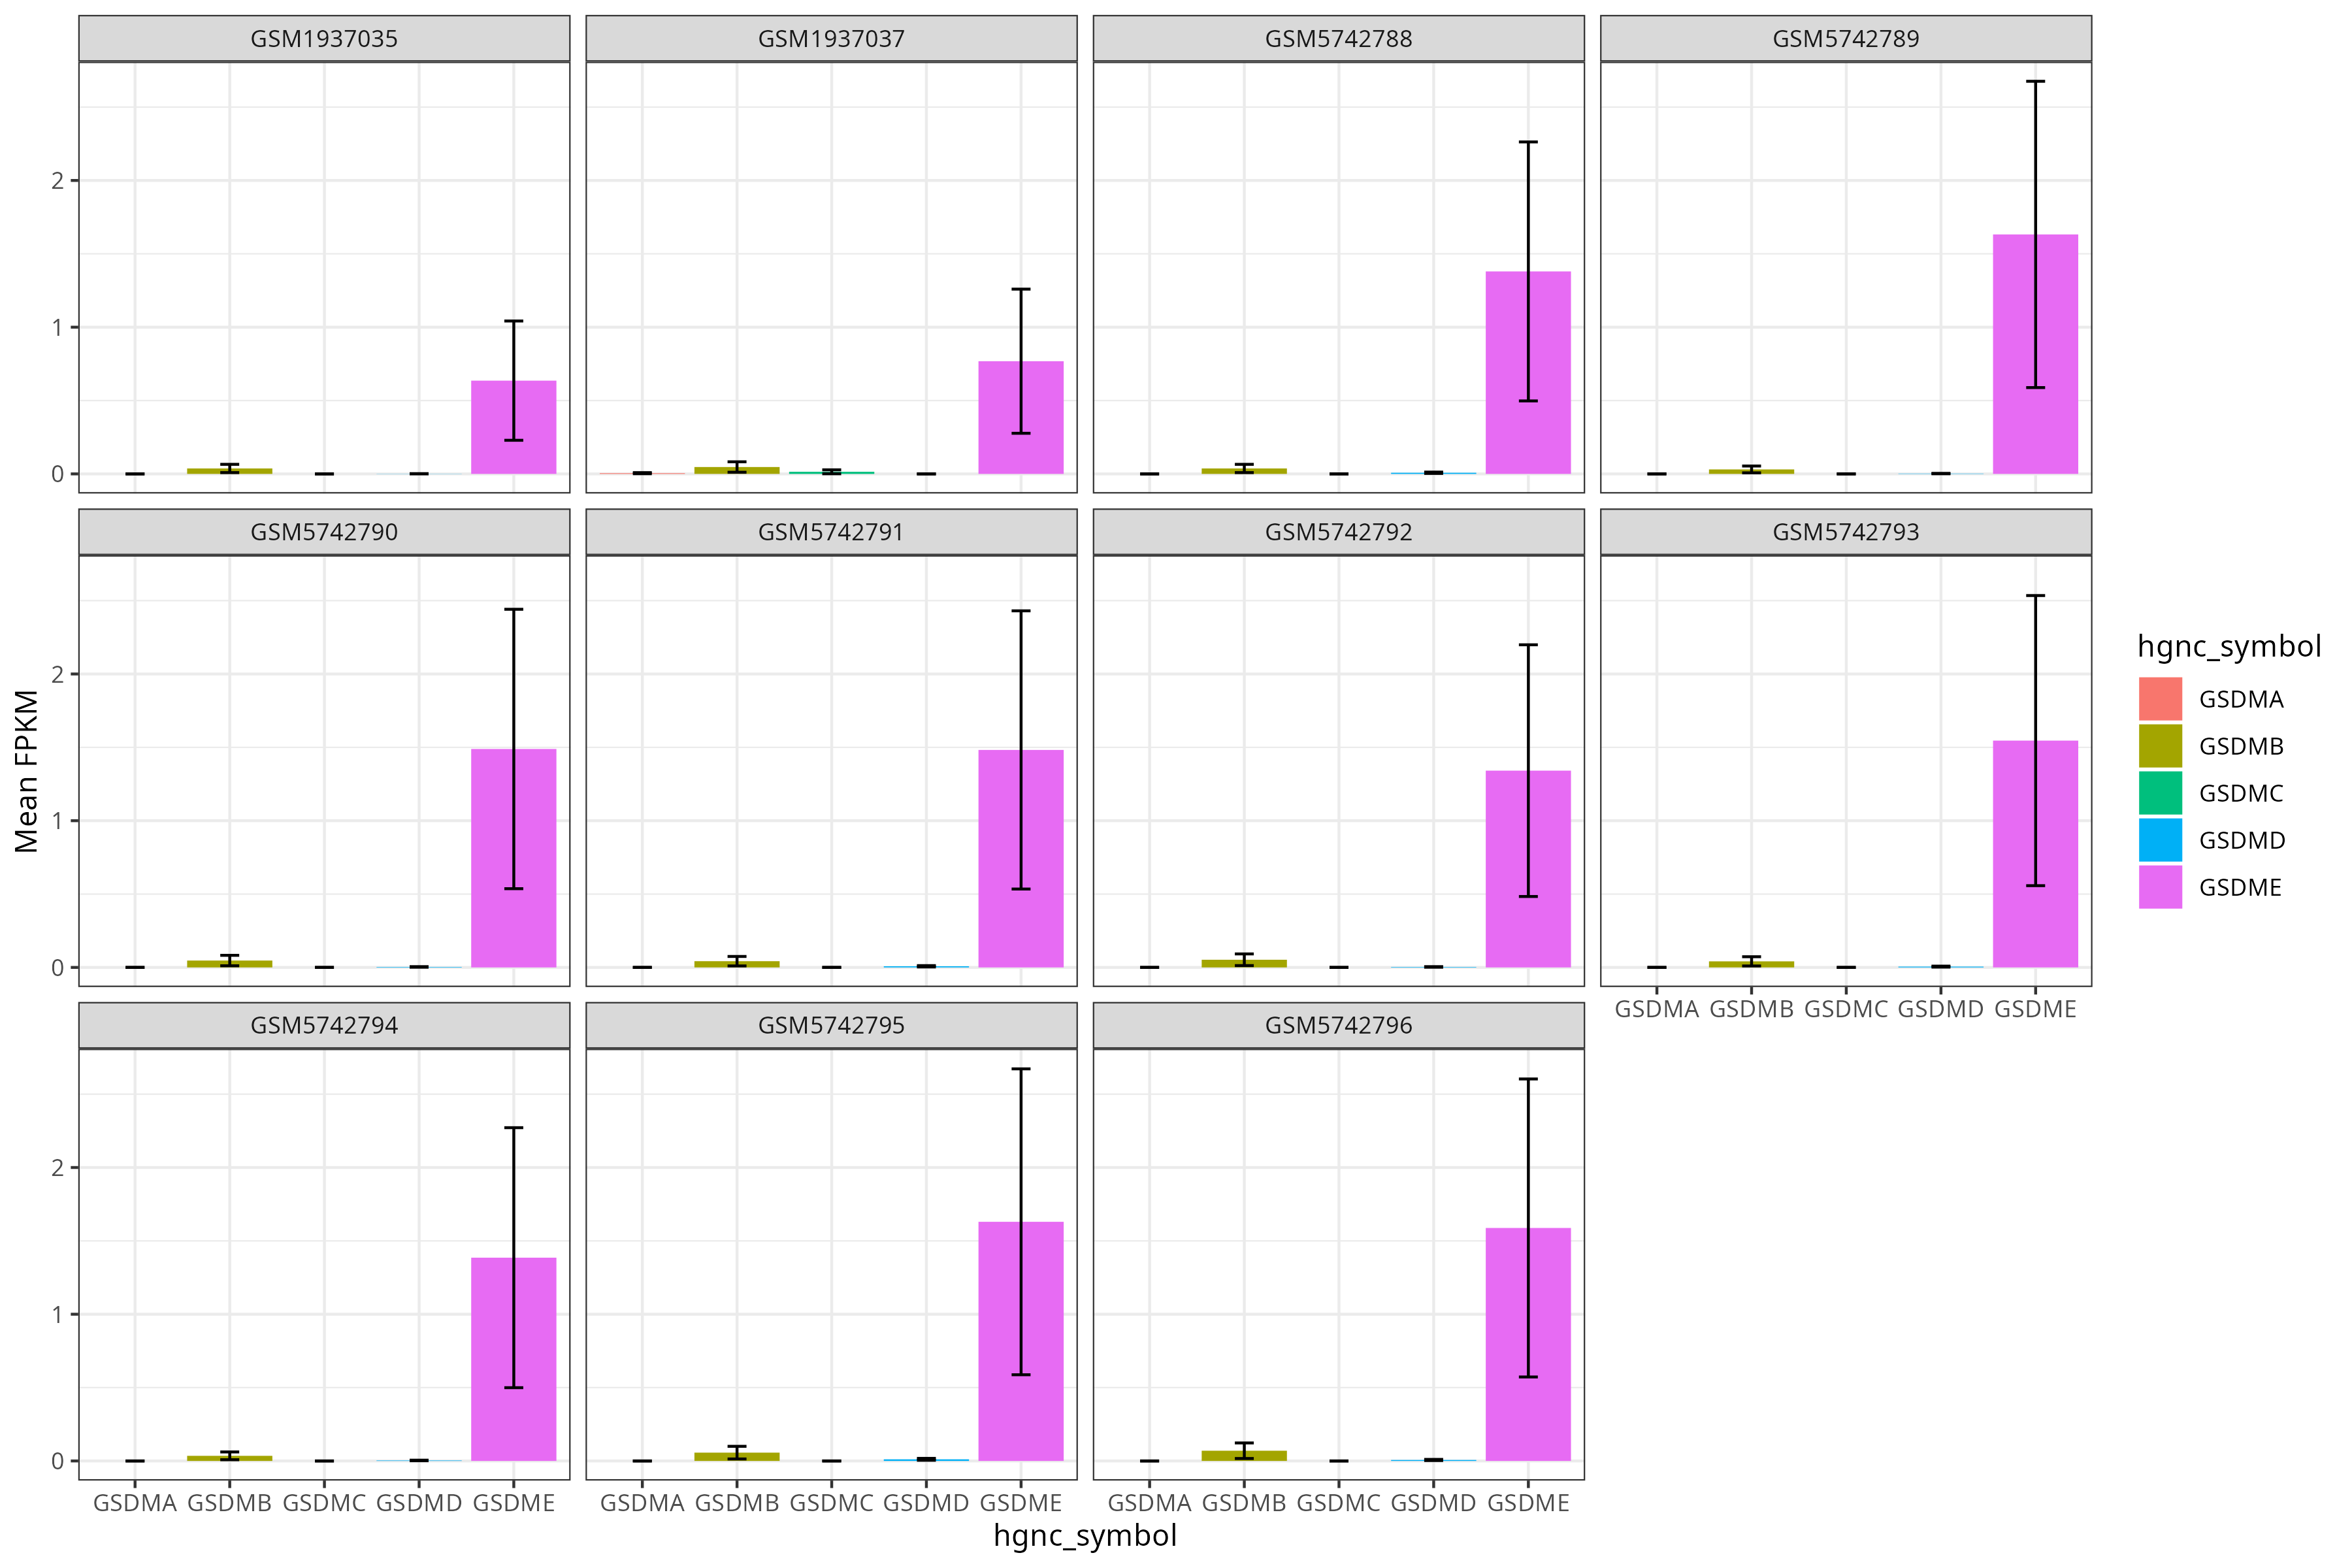 GSM1937035 GSM1937037 GSM5742788 GSM5742789
2
1
0
GSM5742790 GSM5742791 GSM5742792 GSM5742793
2
1
0
GSDMA GSDMB GSDMC GSDMD GSDME
GSM5742794 GSM5742795 GSM5742796
2
1
0
GSDMA GSDMB GSDMC GSDMD GSDME GSDMA GSDMB GSDMC GSDMD GSDME GSDMA GSDMB GSDMC GSDMD GSDME
hgnc_symbol
Mean FPKM
hgnc_symbol
GSDMA
GSDMB
GSDMC
GSDMD
GSDME